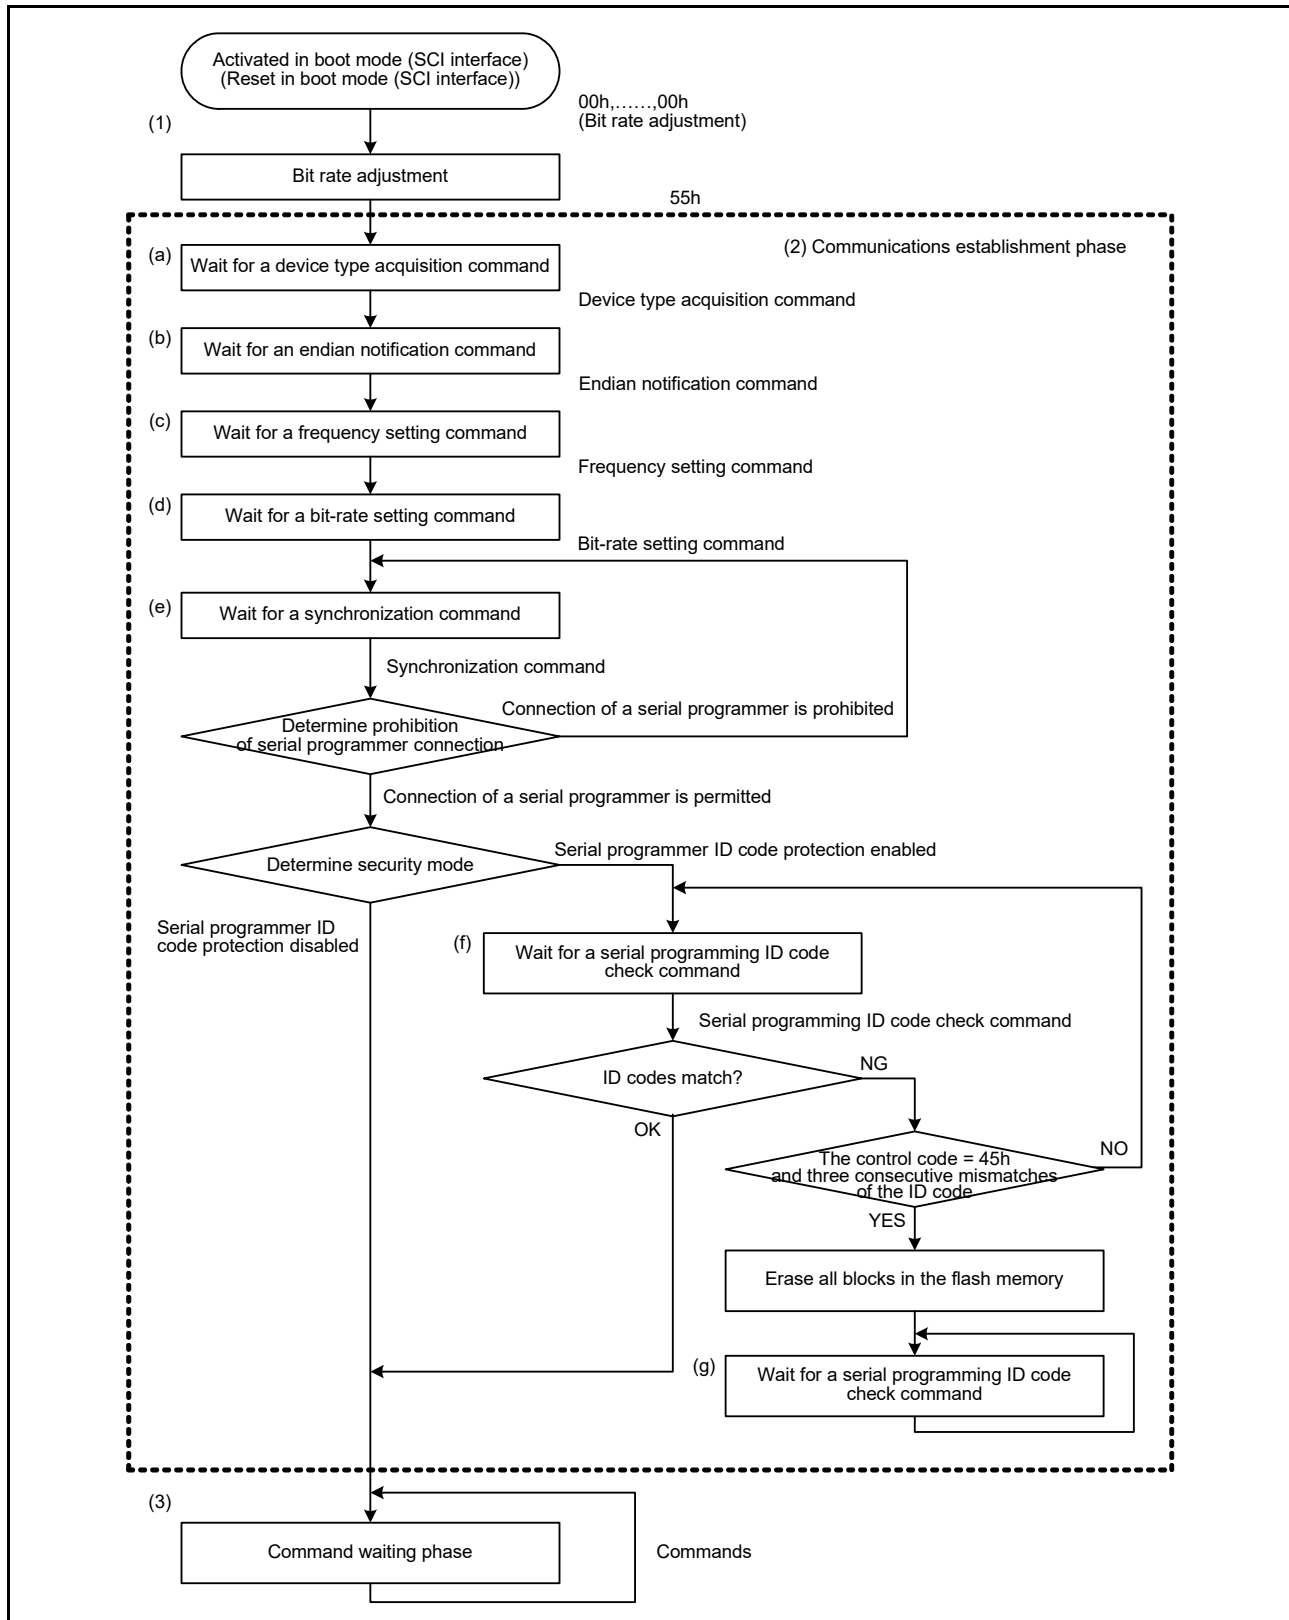 Activated in boot mode (SCI interface)
(Reset in boot mode (SCI interface))
00h,……,00h
(Bit rate adjustment)
(1)
Bit rate adjustment
55h
(2) Communications establishment phase
(a)
Wait for a device type acquisition command
Device type acquisition command
(b)
Wait for an endian notification command
Endian notification command
(c)
Wait for a frequency setting command
Frequency setting command
(d)
Wait for a bit-rate setting command
Bit-rate setting command
(e)
Wait for a synchronization command
Synchronization command
Connection of a serial programmer is prohibited
Determine prohibition
of serial programmer connection
Connection of a serial programmer is permitted
Determine security mode
Serial programmer ID code protection enabled
Serial programmer ID
code protection disabled
(f)
Wait for a serial programming ID code
check command
Serial programming ID code check command
ID codes match?
NG
OK
The control code = 45h
and three consecutive mismatches
of the ID code
NO
YES
Erase all blocks in the flash memory
(g)
Wait for a serial programming ID code
check command
(3)
Command waiting phase
Commands